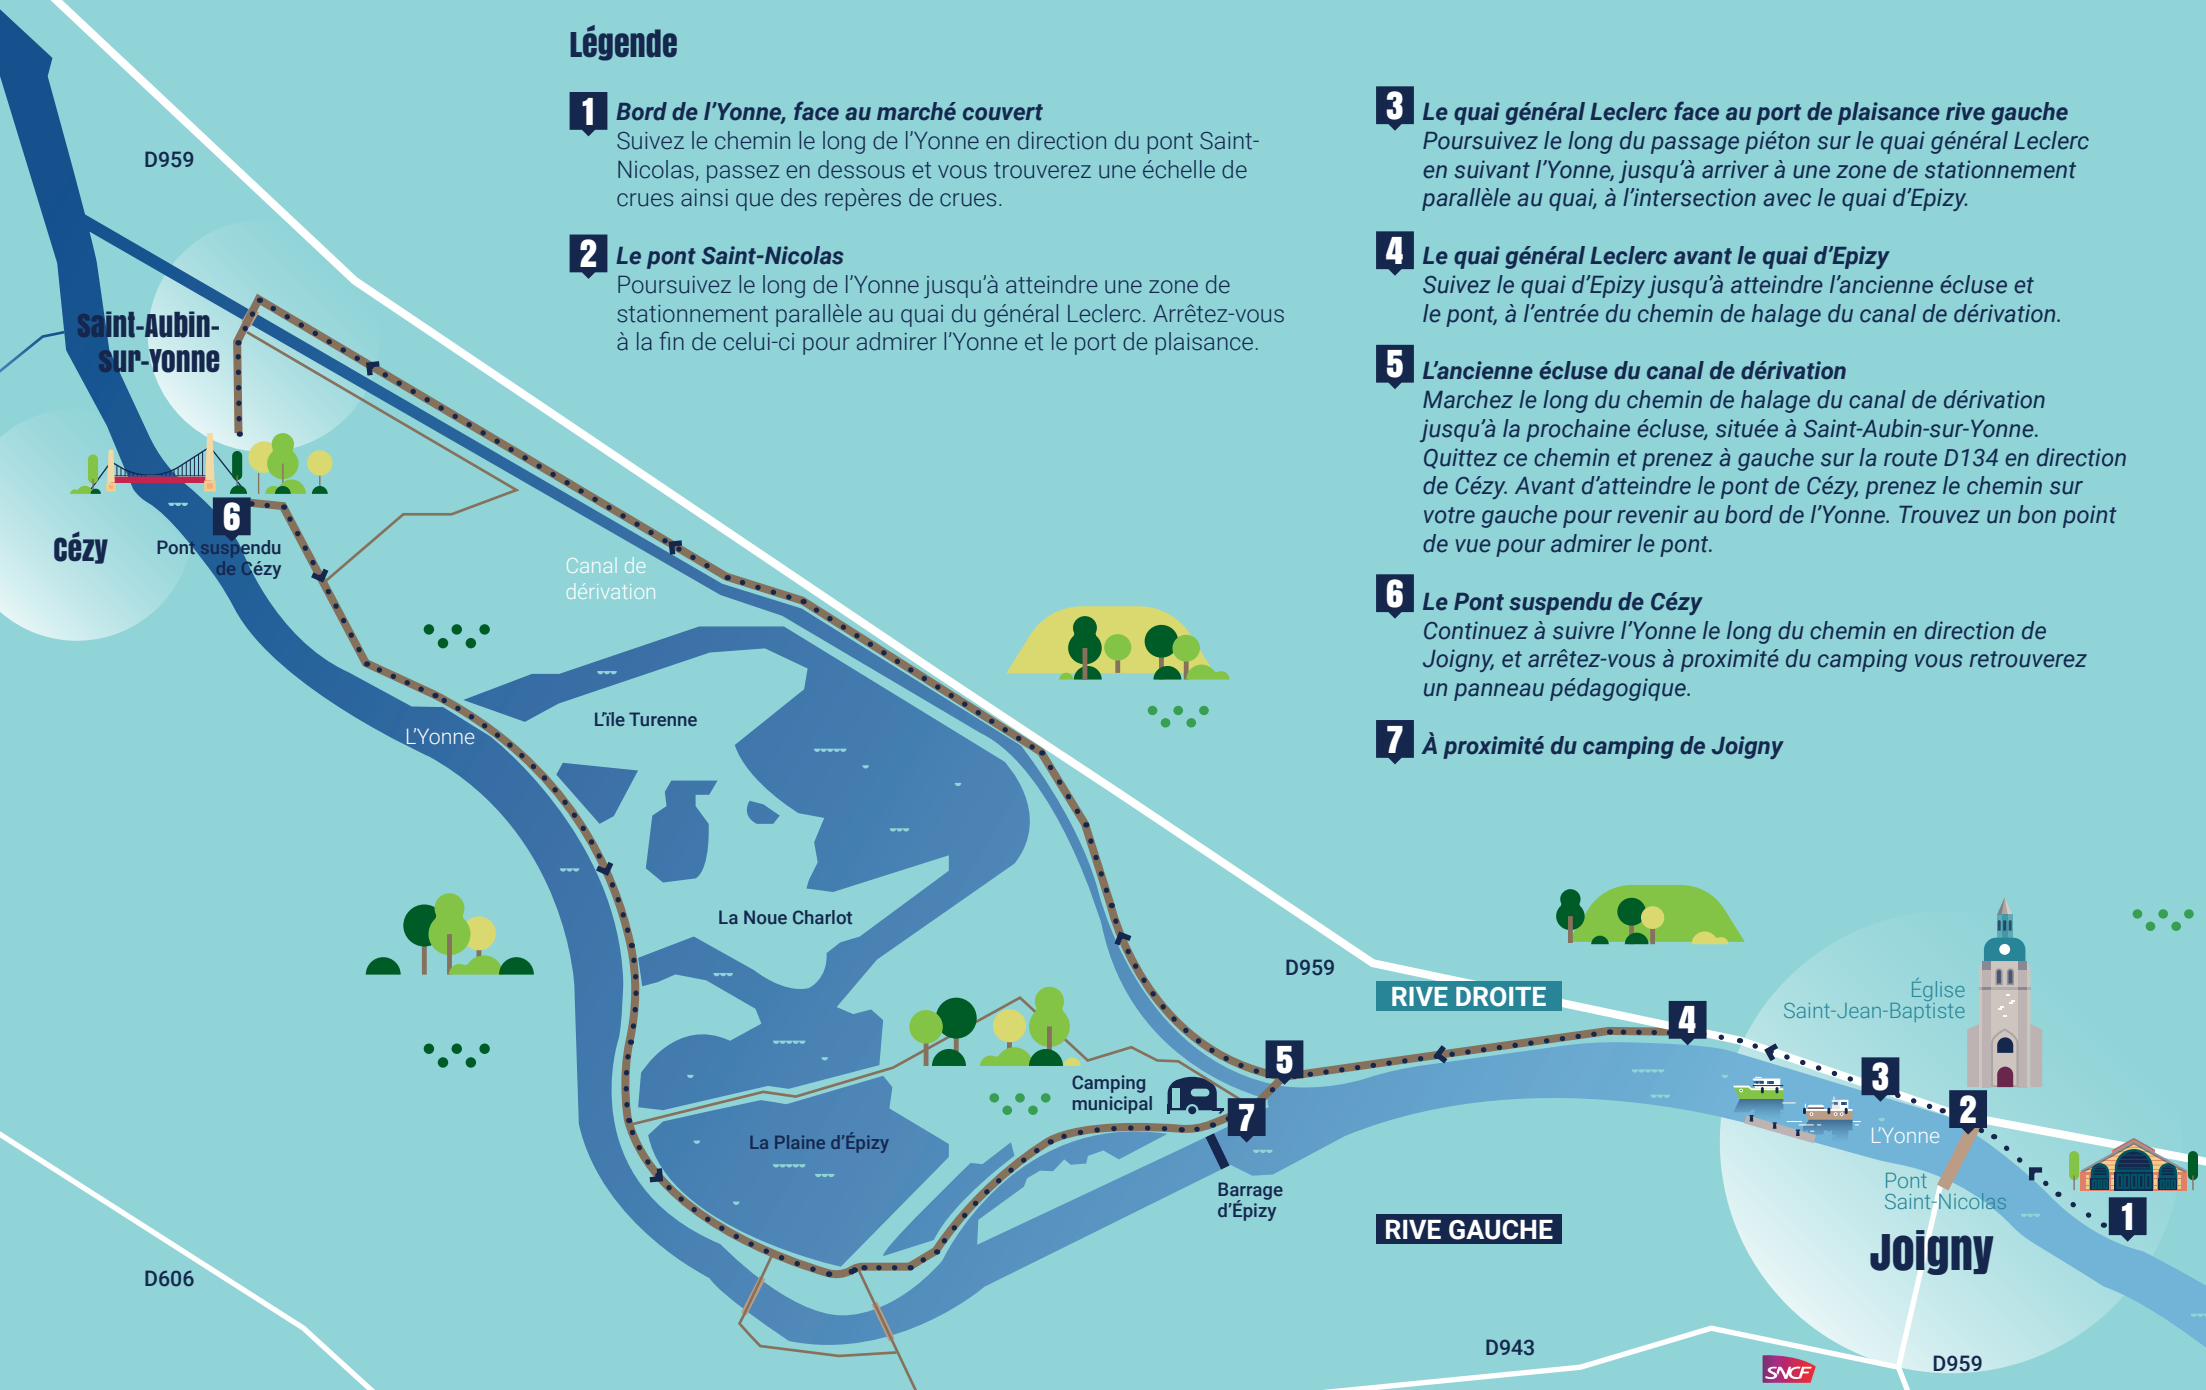 Légende
1
Bord de l'Yonne, face au marché couvert
Suivez le chemin le long de l'Yonne en direction du pont Saint-
Nicolas, passez en dessous et vous trouverez une échelle de
crues ainsi que des repères de crues.
2
Le pont Saint-Nicolas
Poursuivez le long de l'Yonne jusqu'à atteindre une zone de
stationnement parallèle au quai du général Leclerc. Arrêtez-vous
à la fin de celui-ci pour admirer l'Yonne et le port de plaisance.
3
Le quai général Leclerc face au port de plaisance rive gauche
Poursuivez le long du passage piéton sur le quai général Leclerc
en suivant l'Yonne, jusqu'à arriver à une zone de stationnement
parallèle au quai, à l'intersection avec le quai d'Epizy.
4
Le quai général Leclerc avant le quai d'Epizy
Suivez le quai d'Epizy jusqu'à atteindre l'ancienne écluse et
le pont, à l'entrée du chemin de halage du canal de dérivation.
5
L'ancienne écluse du canal de dérivation
Marchez le long du chemin de halage du canal de dérivation
jusqu'à la prochaine écluse, située à Saint-Aubin-sur-Yonne.
Quittez ce chemin et prenez à gauche sur la route D134 en direction
de Cézy. Avant d'atteindre le pont de Cézy, prenez le chemin sur
votre gauche pour revenir au bord de l'Yonne. Trouvez un bon point
de vue pour admirer le pont.
6
Le Pont suspendu de Cézy
Continuez à suivre l'Yonne le long du chemin en direction de
Joigny, et arrêtez-vous à proximité du camping vous retrouverez
un panneau pédagogique.
7
À proximité du camping de Joigny
D959
Saint-Aubin-
sur-Yonne
6
Cézy
Pont suspendu
de Cézy
Canal de
dérivation
L'Yonne
L'île Turenne
La Noue Charlot
La Plaine d'Épizy
Camping
municipal
7
5
Barrage
d'Épizy
D959
RIVE DROITE
RIVE GAUCHE
4
3
2
1
Église
Saint-Jean-Baptiste
L'Yonne
Pont
Saint-Nicolas
Joigny
D606
D943
SNCF
D959